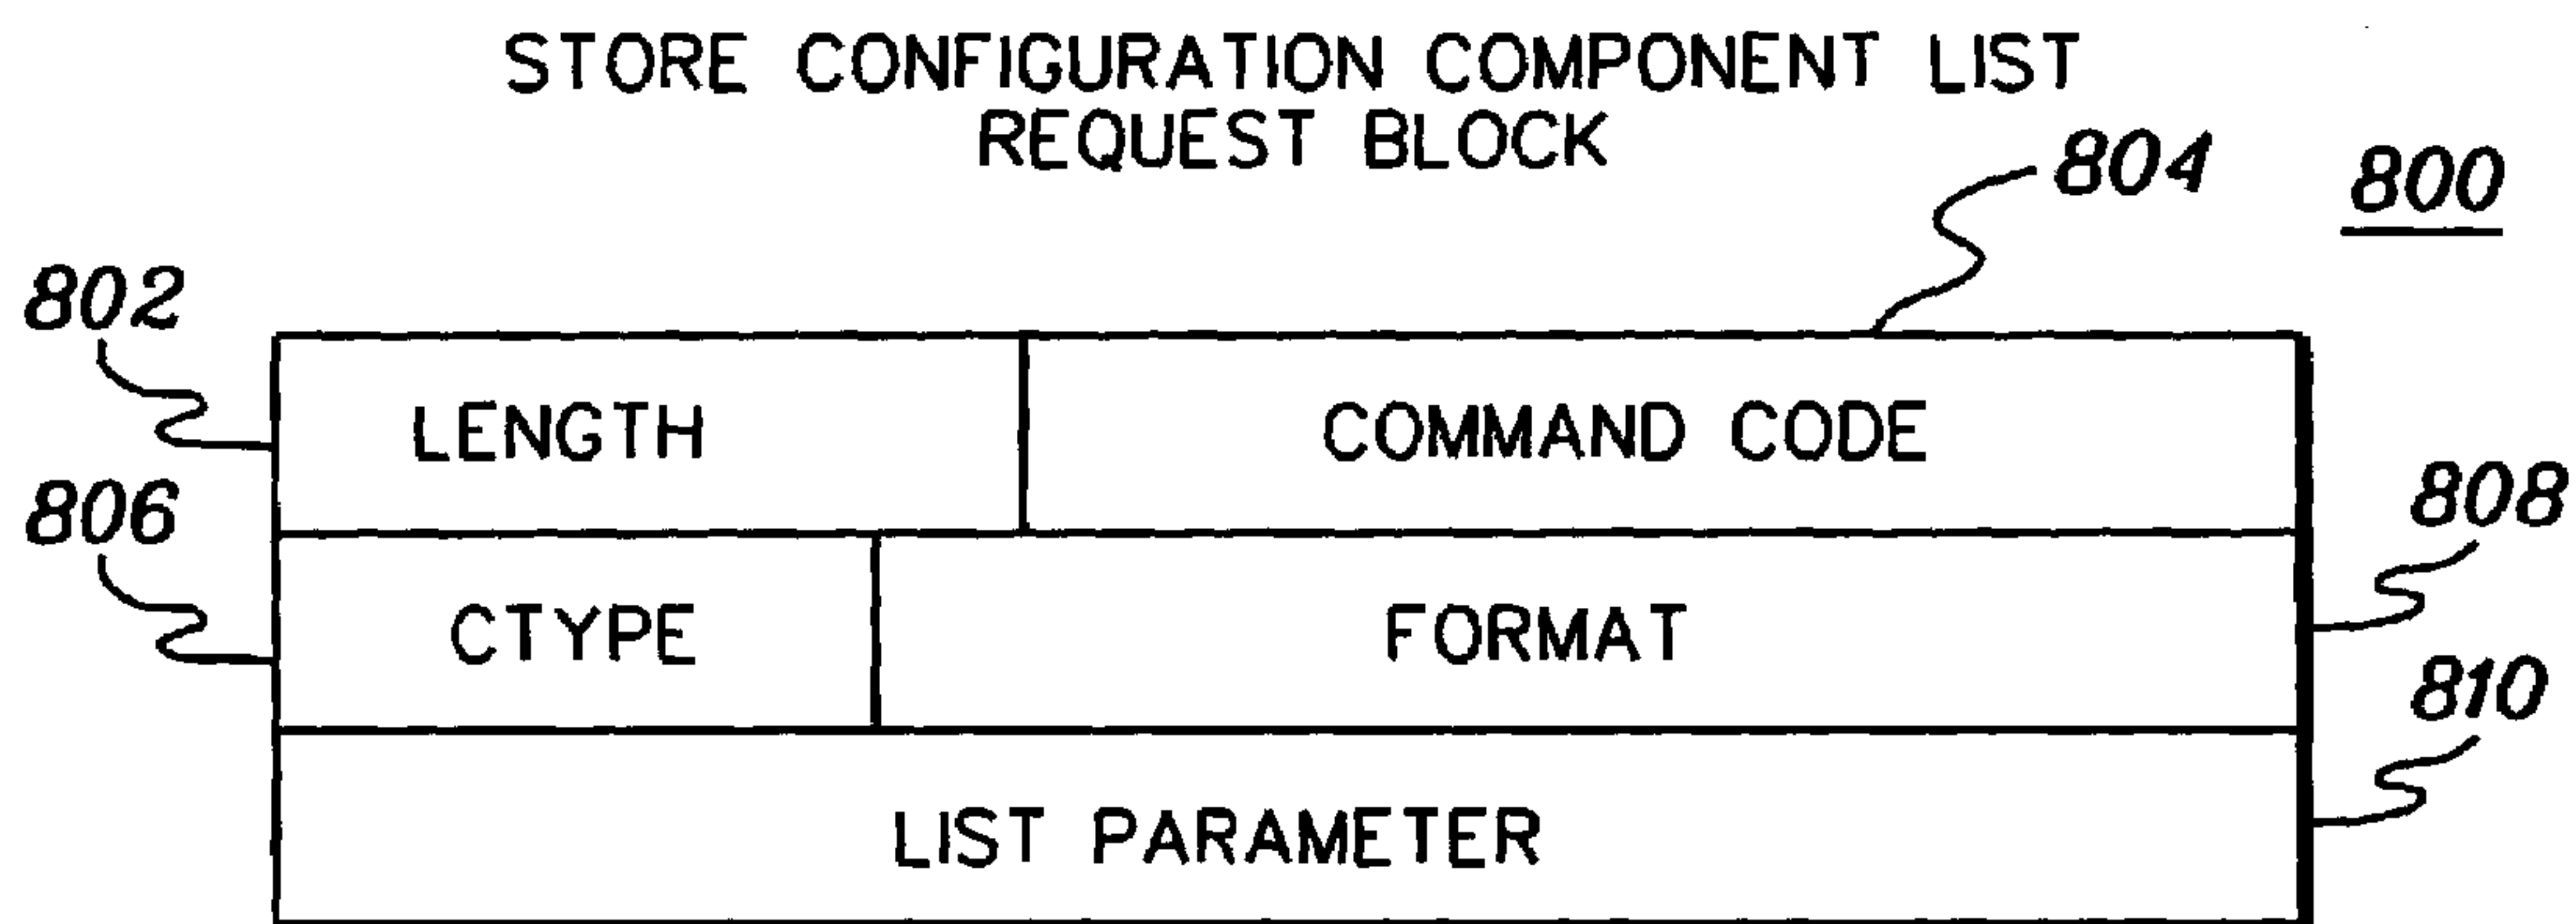 STORE CONFIGURATION COMPONENT LIST
REQUEST BLOCK
804
800
802
LENGTH
COMMAND CODE
806
808
CTYPE
FORMAT
810
LIST PARAMETER